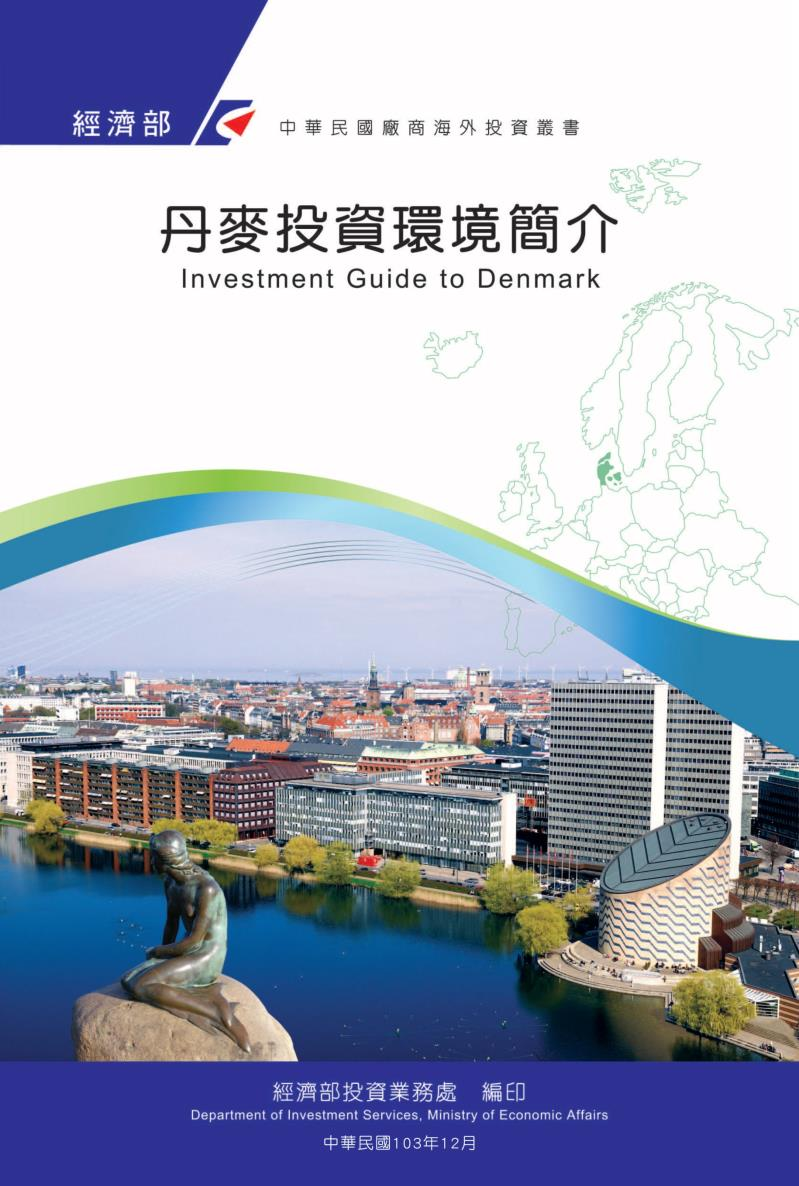 經濟部
中華民國廠商海外投資叢書
丹麥投資環境簡介
Investment Guide to Denmark
經濟部投資業務處　編印
Department of Investment Services, Ministry of Economic Affairs
中華民國103年12月